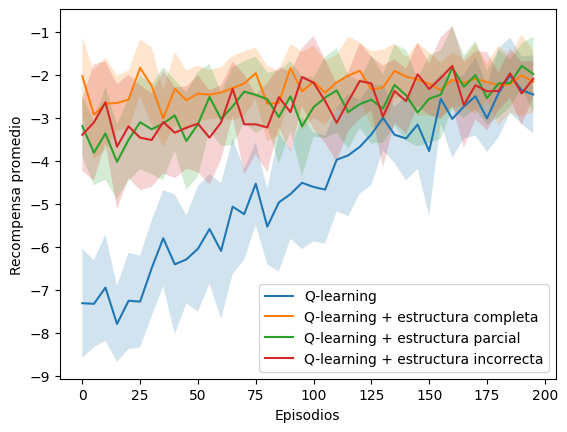 −1
−2
−3
−4
−5
−6
−7
−8
−9
Recompensa promedio
Q-learning
Q-learning + estructura completa
Q-learning + estructura parcial
Q-learning + estructura incorrecta
0 25 50 75 100 125 150 175 200
Episodios